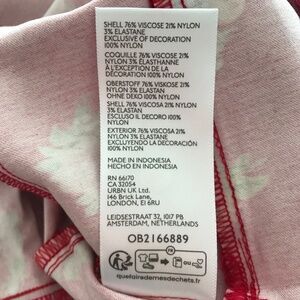 SHELL 76% VISCOSE 21% NYLON
3% ELASTANE
EXCLUSIVE OF DECORATION
100% NYLON
COQUILLE 76% VISCOSE 21%
NYLON 3% ÉLASTHANNE
À L'EXCEPTION DE LA
DECORATION 100% NYLON
OBERSTOFF 76% VISKOSE 21%
NYLON 3% ELASTAN
OHNE DEKO 100% NYLON
SHELL 76% VISCOSA 21% NYLON
3% ELASTAN
ESCLUSO IL DECORO 100%
NYLON
EXTERIOR 76% VISCOSA 21%
NYLON 3% ELASTANO
EXCLUYENDO LA DECORACIÓN
100% NYLON
MADE IN INDONESIA
HECHO EN INDONESIA
RN 66170
CA 32054
URBN UK Ltd.
146 Brick Lane,
LONDON, E1 6RU
LEIDSESTRAAT 32, 1017 PB
AMSTERDAM, NETHERLANDS
OB2166889
FR
OU
quefairedemesdechets.fr